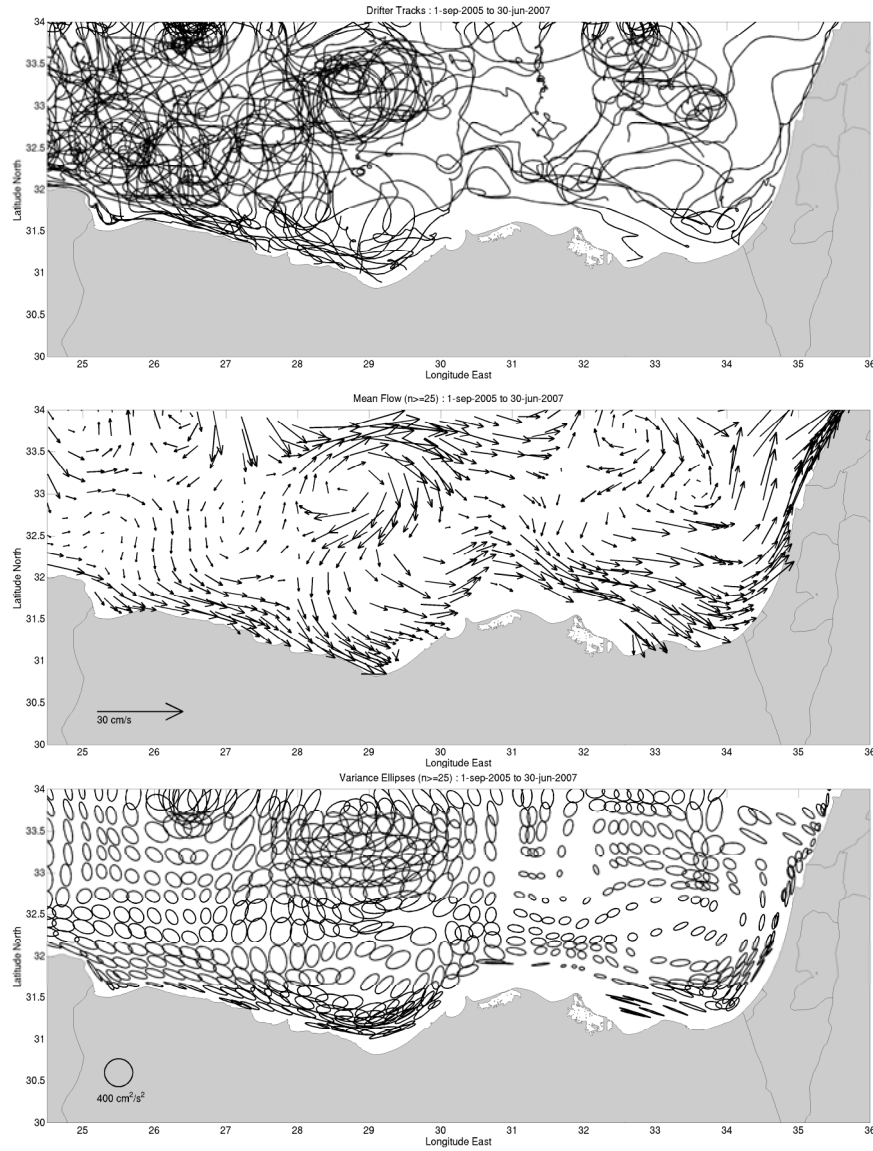 Drifter Tracks : 1-sep-2005 to 30-jun-2007
34
33.5
33
32.5
32
31.5
31
30.5
30
Latitude North
25 26 27 28 29 30 31 32 33 34 35 36
Longitude East
Mean Flow (n>=25) : 1-sep-2005 to 30-jun-2007
34
33.5
33
32.5
32
31.5
31
30.5
30
Latitude North
30 cm/s
25 26 27 28 29 30 31 32 33 34 35 36
Longitude East
Variance Ellipses (n>=25) : 1-sep-2005 to 30-jun-2007
34
33.5
33
32.5
32
31.5
31
30.5
30
Latitude North
400 cm²/s²
25 26 27 28 29 30 31 32 33 34 35 36
Longitude East